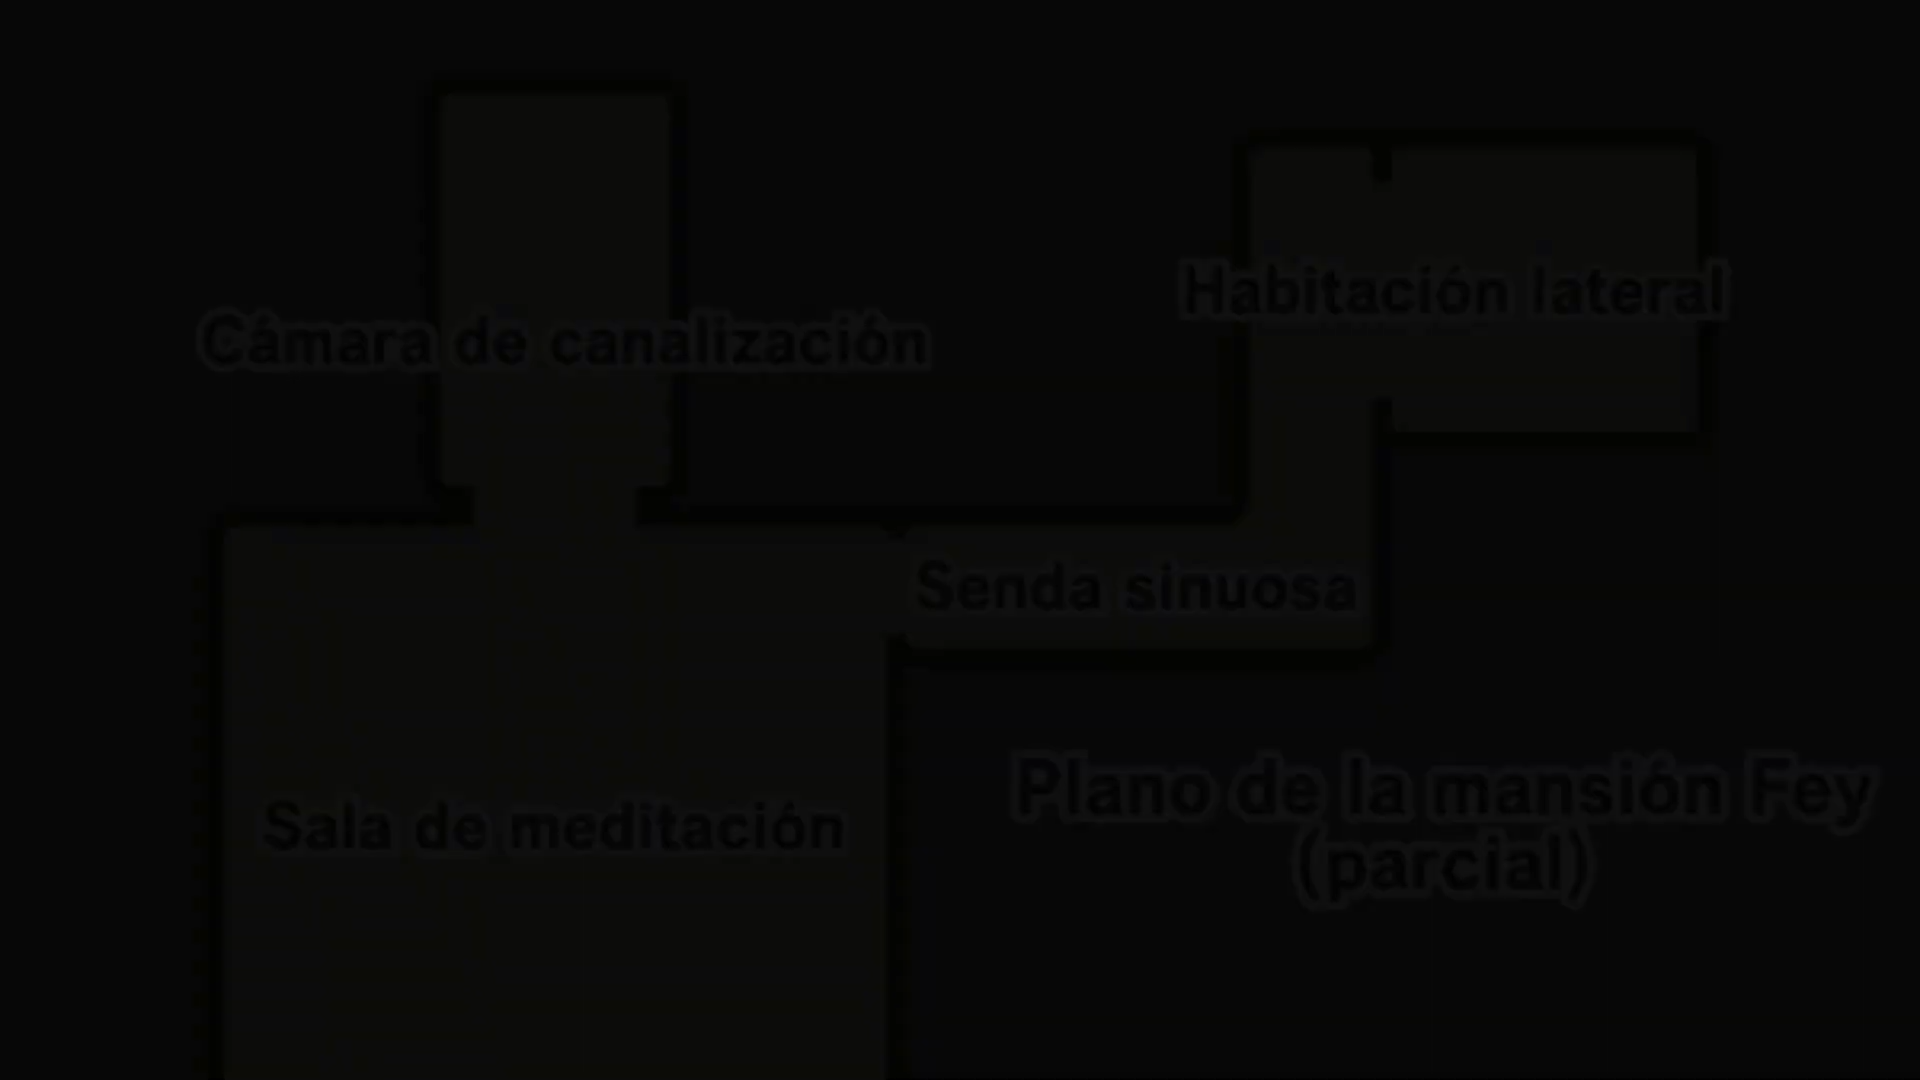 Habitación lateral
Cámara de canalización
Senda sinuosa
Sala de meditación
Plano de la mansión Fey
(parcial)